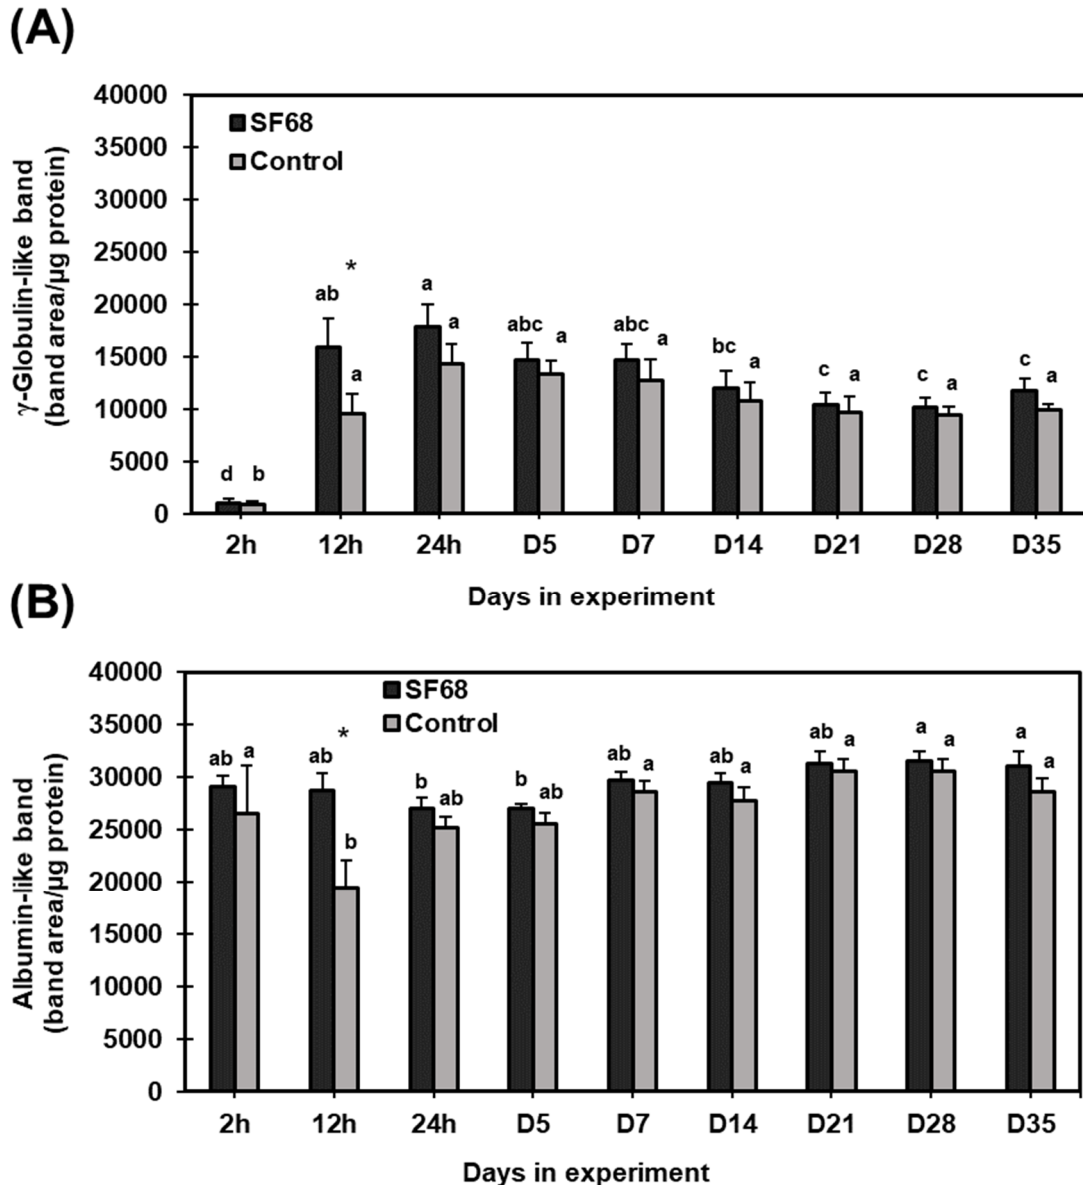 (A)
γ-Globulin-like band
(band area/µg protein)
40000
35000
30000
25000
20000
15000
10000
5000
0
SF68
Control
*
ab a a a abc a abc a bc a c a c a c a
d b
2h 12h 24h D5 D7 D14 D21 D28 D35
Days in experiment
(B)
Albumin-like band
(band area/µg protein)
40000
35000
30000
25000
20000
15000
10000
5000
0
SF68
Control
*
ab a ab b b ab b ab ab a ab a ab a a a a a
2h 12h 24h D5 D7 D14 D21 D28 D35
Days in experiment